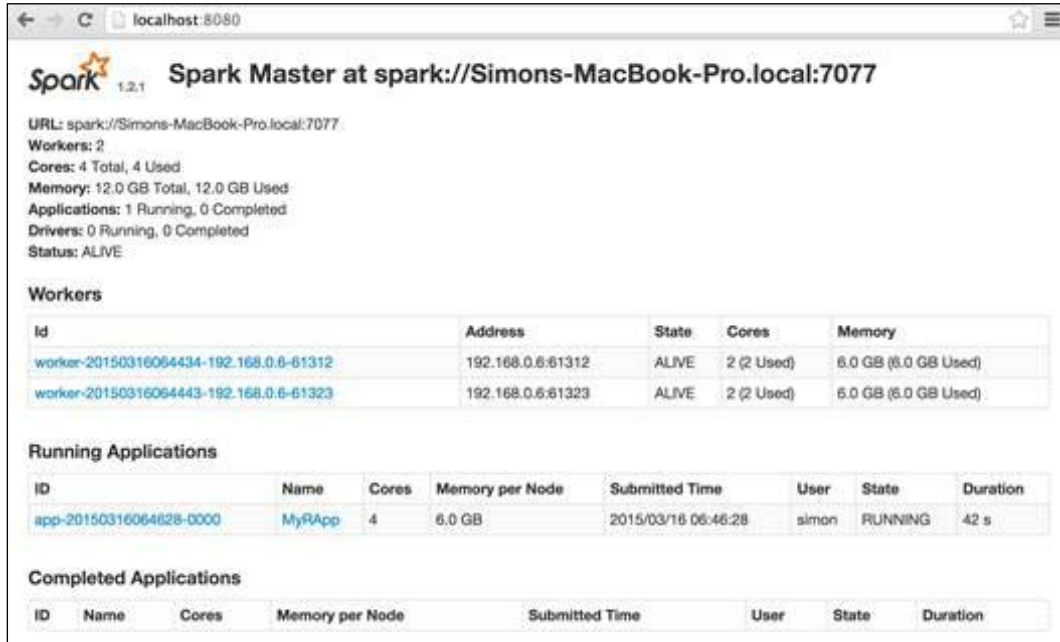 localhost:8080
Spark 1.2.1 Spark Master at spark://Simons-MacBook-Pro.local:7077
URL: spark://Simons-MacBook-Pro.local:7077
Workers: 2
Cores: 4 Total, 4 Used
Memory: 12.0 GB Total, 12.0 GB Used
Applications: 1 Running, 0 Completed
Drivers: 0 Running, 0 Completed
Status: ALIVE
Workers
Id Address State Cores Memory
worker-20150316064434-192.168.0.6-61312 192.168.0.6:61312 ALIVE 2 (2 Used) 6.0 GB (6.0 GB Used)
worker-20150316064443-192.168.0.6-61323 192.168.0.6:61323 ALIVE 2 (2 Used) 6.0 GB (6.0 GB Used)
Running Applications
ID Name Cores Memory per Node Submitted Time User State Duration
app-20150316064628-0000 MyRApp 4 6.0 GB 2015/03/16 06:46:28 simon RUNNING 42 s
Completed Applications
ID Name Cores Memory per Node Submitted Time User State Duration